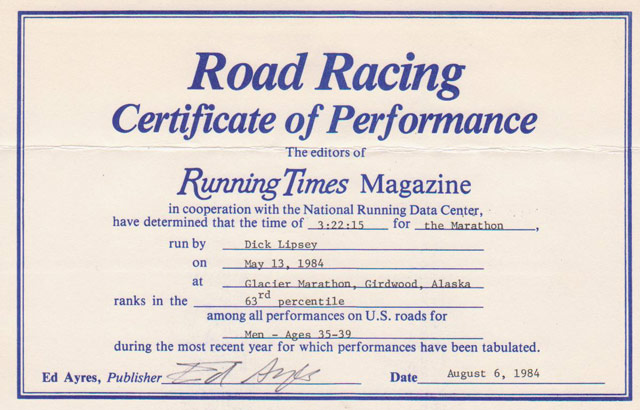 Road Racing
Certificate of Performance
The editors of
Running Times Magazine
in cooperation with the National Running Data Center,
have determined that the time of 3:22:15 for the Marathon,
run by Dick Lipsey
on May 13, 1984
at Glacier Marathon, Girdwood, Alaska
ranks in the 63rd percentile
among all performances on U.S. roads for
Men - Ages 35-39
during the most recent year for which performances have been tabulated.
Ed Ayres, Publisher Ed Ayres Date August 6, 1984